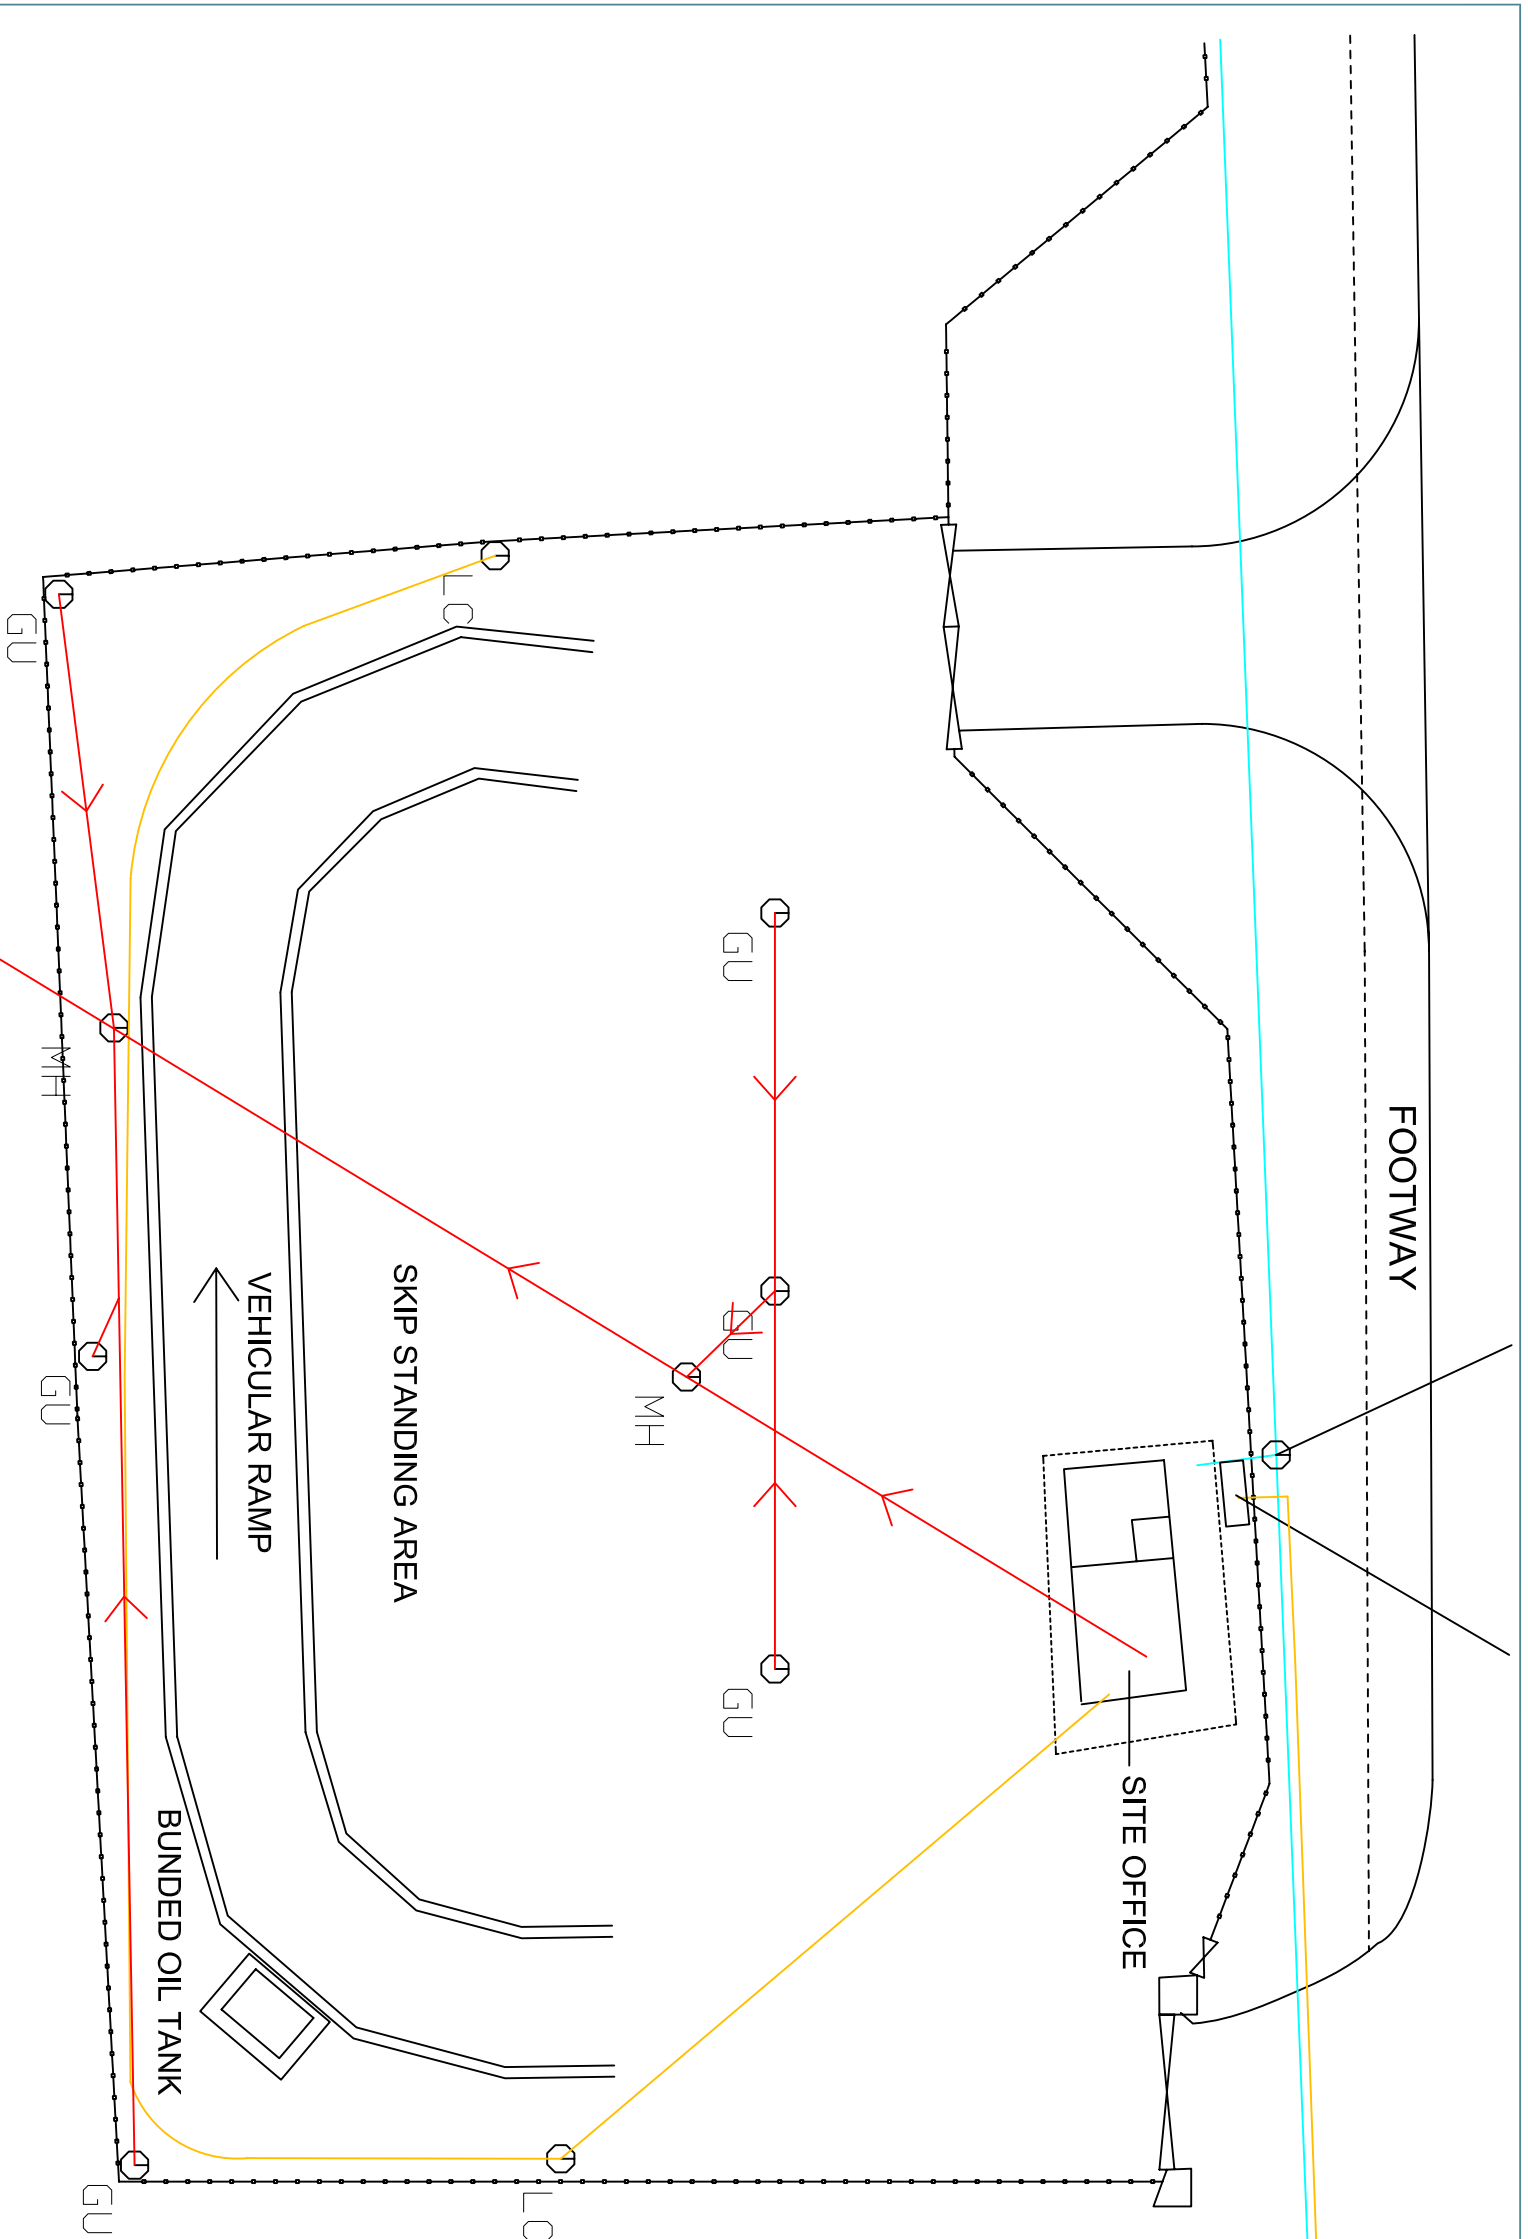 FOOTWAY
SITE OFFICE
GU
GU
GU
MH
LC
LC
SKIP STANDING AREA
VEHICULAR RAMP
BUNDED OIL TANK
GU
MH
GU
GU